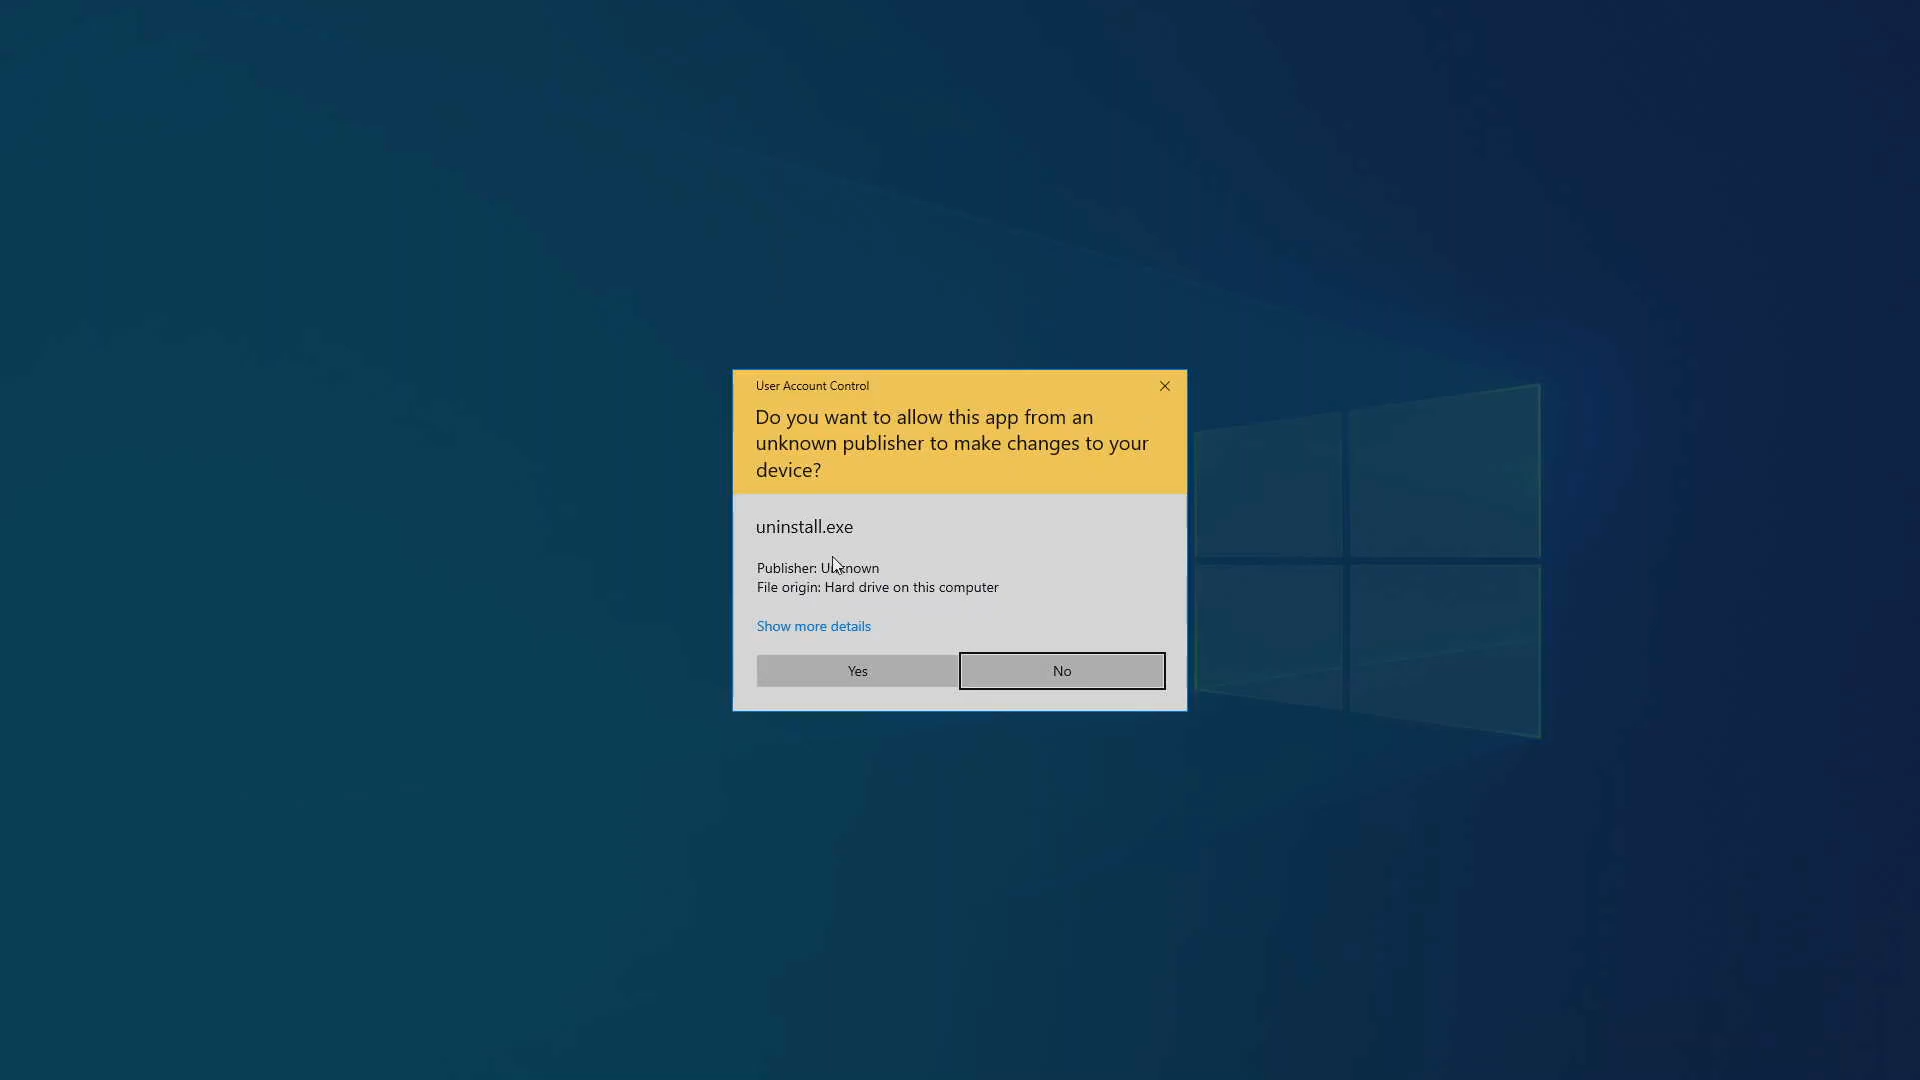 User Account Control
Do you want to allow this app from an
unknown publisher to make changes to your
device?
uninstall.exe
Publisher: Unknown
File origin: Hard drive on this computer
Show more details
Yes
No